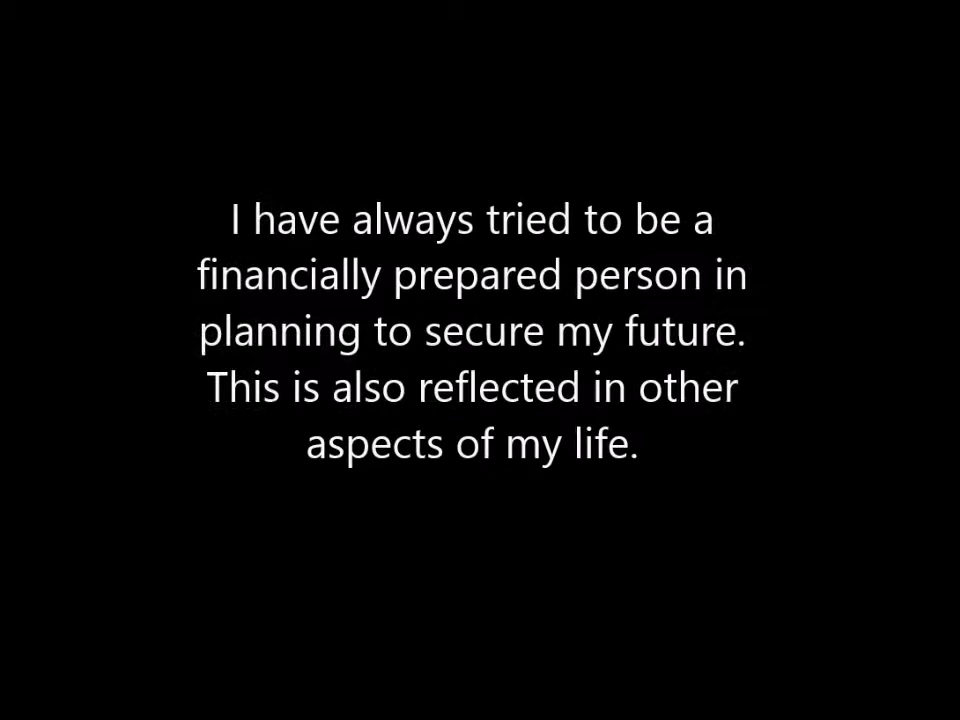 I have always tried to be a
financially prepared person in
planning to secure my future.
This is also reflected in other
aspects of my life.